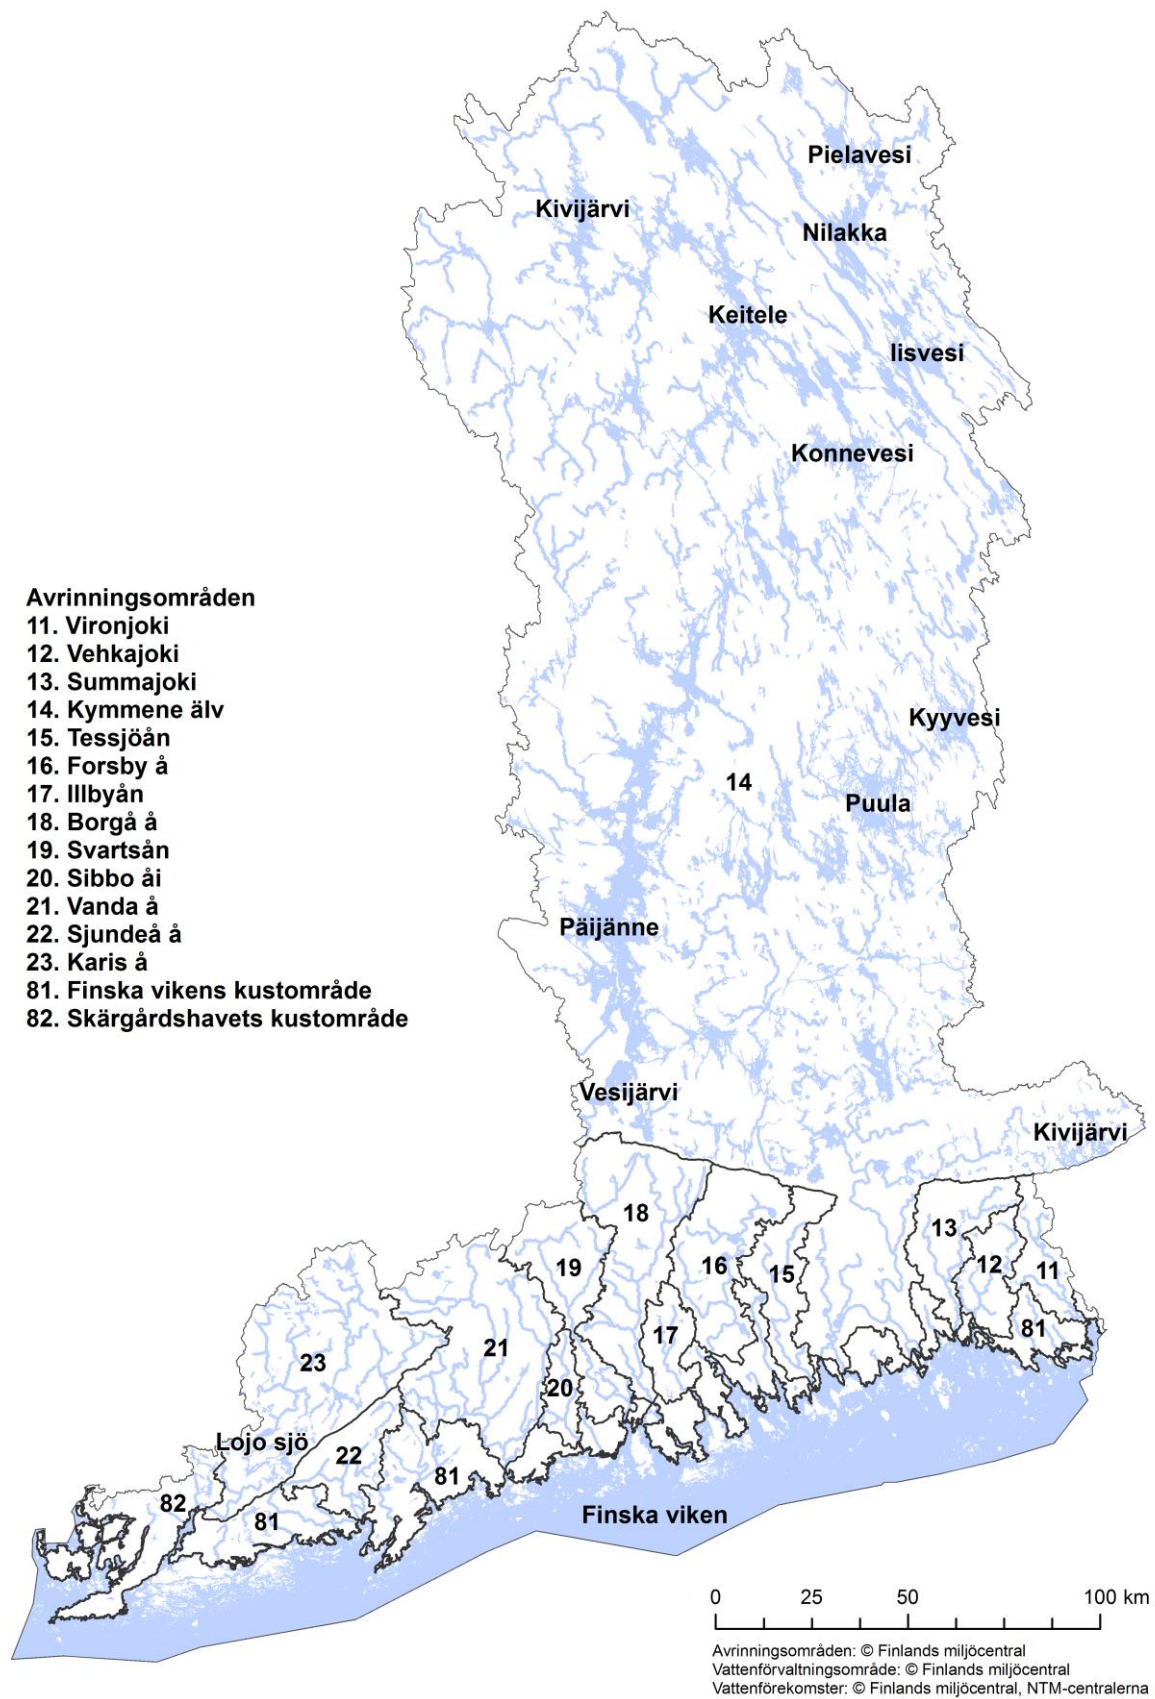 Pielavesi
Kivijärvi
Nilakka
Keitele
Iisvesi
Konnevesi
Avrinningsområden
11. Vironjoki
12. Vehkajoki
13. Summajoki
14. Kymmene älv
15. Tessjöån
16. Forsby å
17. Illbyån
18. Borgå å
19. Svartsån
20. Sibbo åi
21. Vanda å
22. Sjundeå å
23. Karis å
81. Finska vikens kustområde
82. Skärgårdshavets kustområde
Kyyvesi
14
Puula
Päijänne
Vesijärvi
Kivijärvi
18
13
19
16
12
11
15
17
81
21
23
20
Lojo sjö
22
81
82
81
Finska viken
0 25 50 100 km
Avrinningsområden: © Finlands miljöcentral
Vattenförvaltningsområde: © Finlands miljöcentral
Vattenförekomster: © Finlands miljöcentral, NTM-centralerna